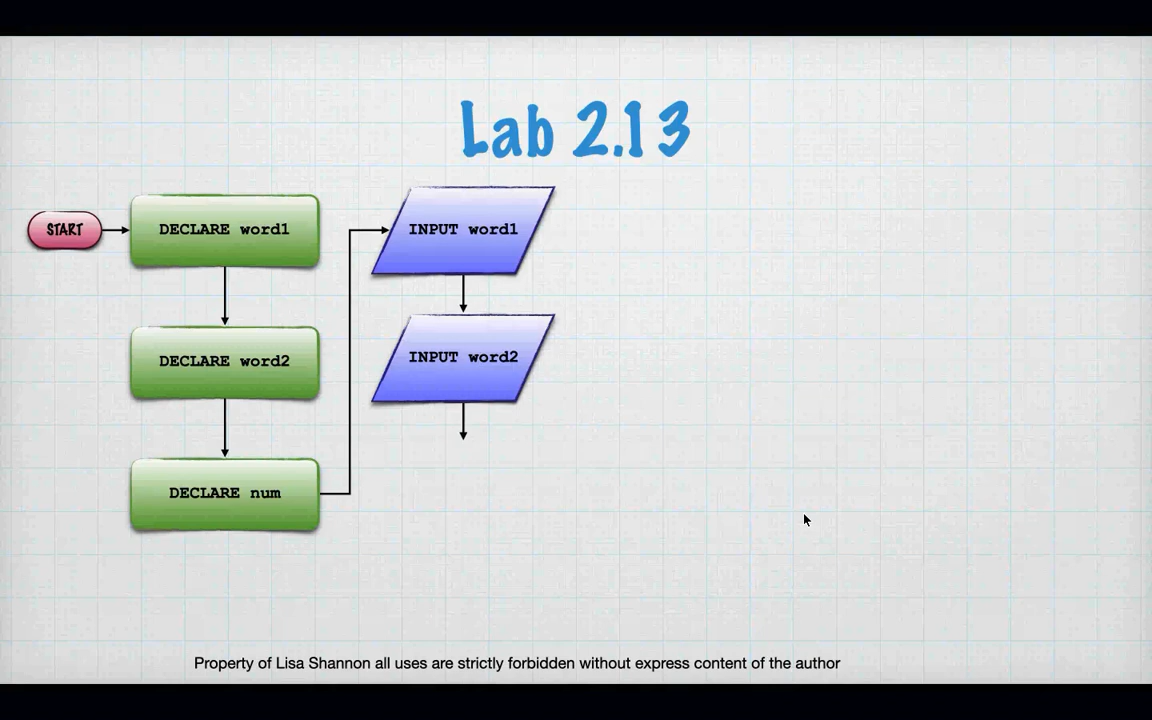 Lab 2.13
START
DECLARE word1
DECLARE word2
DECLARE num
INPUT word1
INPUT word2
Property of Lisa Shannon all uses are strictly forbidden without express content of the author